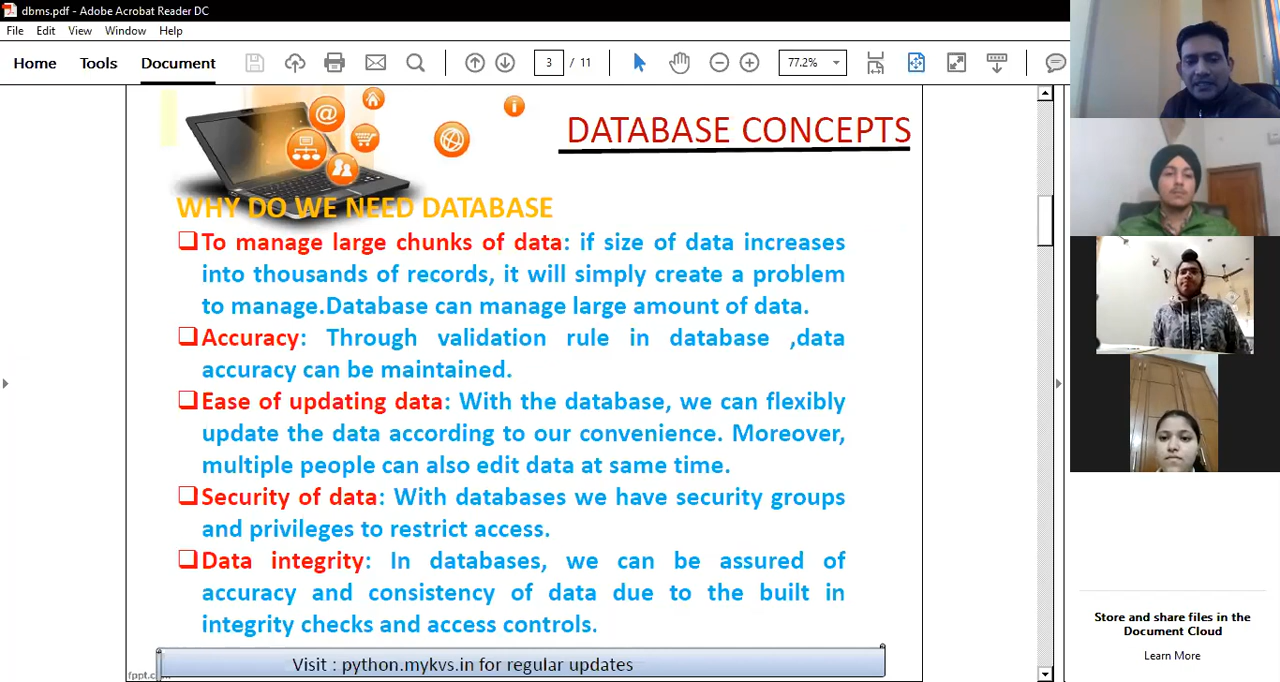 dbms.pdf - Adobe Acrobat Reader DC
File Edit View Window Help
Home Tools Document 3 / 11 77.2%
DATABASE CONCEPTS
WHY DO WE NEED DATABASE
To manage large chunks of data: if size of data increases
into thousands of records, it will simply create a problem
to manage.Database can manage large amount of data.
Accuracy: Through validation rule in database ,data
accuracy can be maintained.
Ease of updating data: With the database, we can flexibly
update the data according to our convenience. Moreover,
multiple people can also edit data at same time.
Security of data: With databases we have security groups
and privileges to restrict access.
Data integrity: In databases, we can be assured of
accuracy and consistency of data due to the built in
integrity checks and access controls.
Visit : python.mykvs.in for regular updates
Store and share files in the
Document Cloud
Learn More